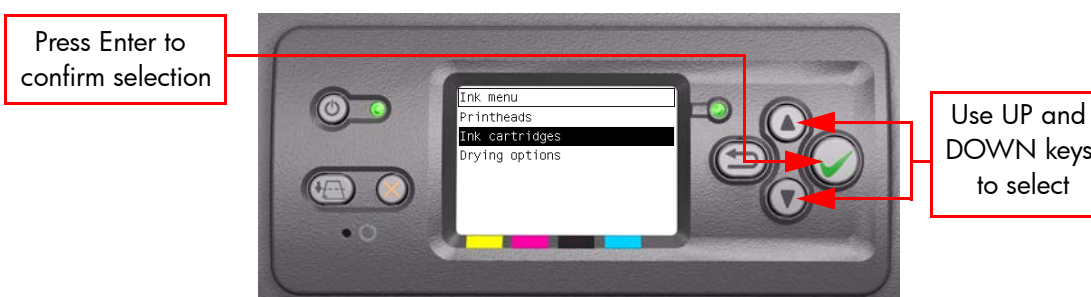 Press Enter to
confirm selection
Ink menu
Printheads
Ink cartridges
Drying options
Use UP and
DOWN keys
to select